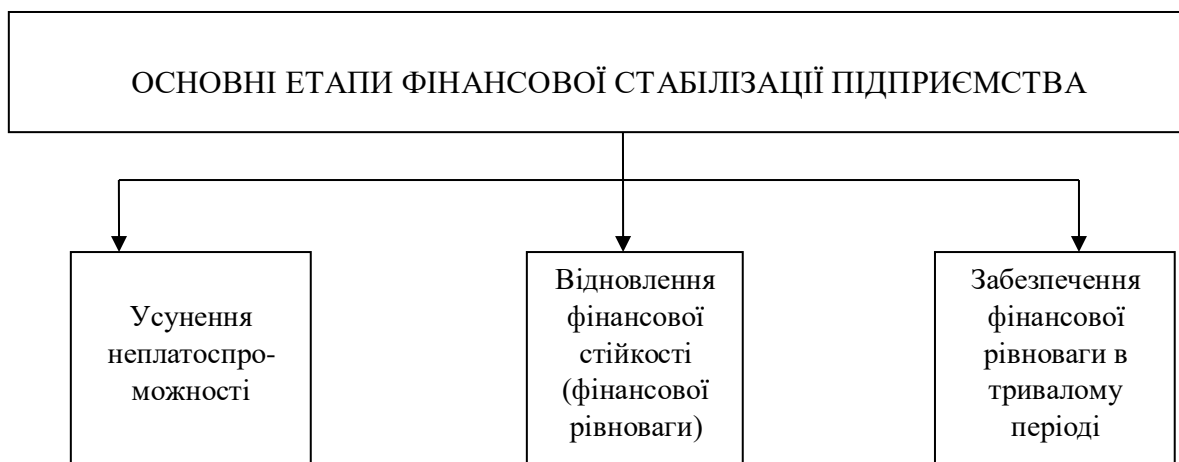 ОСНОВНІ ЕТАПИ ФІНАНСОВОЇ СТАБІЛІЗАЦІЇ ПІДПРИЄМСТВА
Усунення
неплатоспро-
можності
Відновлення
фінансової
стійкості
(фінансової
рівноваги)
Забезпечення
фінансової
рівноваги в
тривалому
періоді